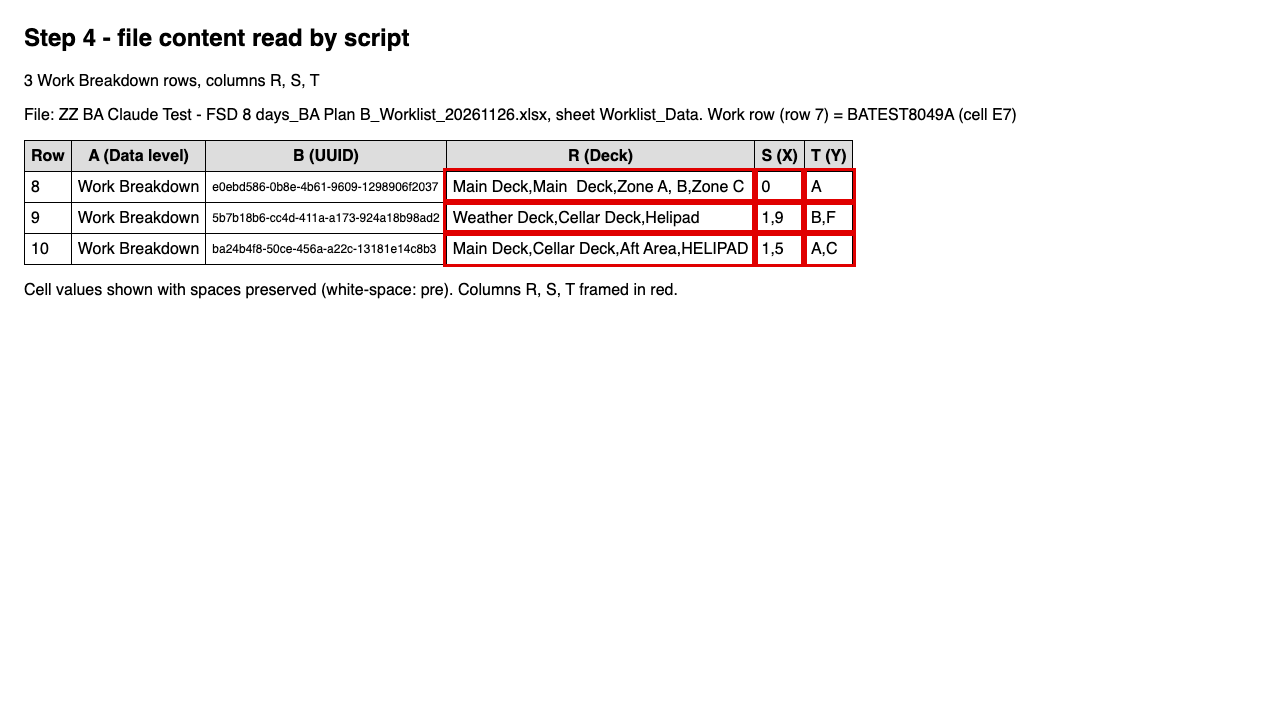 Step 4 - file content read by script
3 Work Breakdown rows, columns R, S, T
File: ZZ BA Claude Test - FSD 8 days_BA Plan B_Worklist_20261126.xlsx, sheet Worklist_Data. Work row (row 7) = BATEST8049A (cell E7)
Row A (Data level) B (UUID) R (Deck) S (X) T (Y)
8 Work Breakdown e0ebd586-0b8e-4b61-9609-1298906f2037 Main Deck,Main  Deck,Zone A, B,Zone C 0 A
9 Work Breakdown 5b7b18b6-cc4d-411a-a173-924a18b98ad2 Weather Deck,Cellar Deck,Helipad 1,9 B,F
10 Work Breakdown ba24b4f8-50ce-456a-a22c-13181e14c8b3 Main Deck,Cellar Deck,Aft Area,HELIPAD 1,5 A,C
Cell values shown with spaces preserved (white-space: pre). Columns R, S, T framed in red.